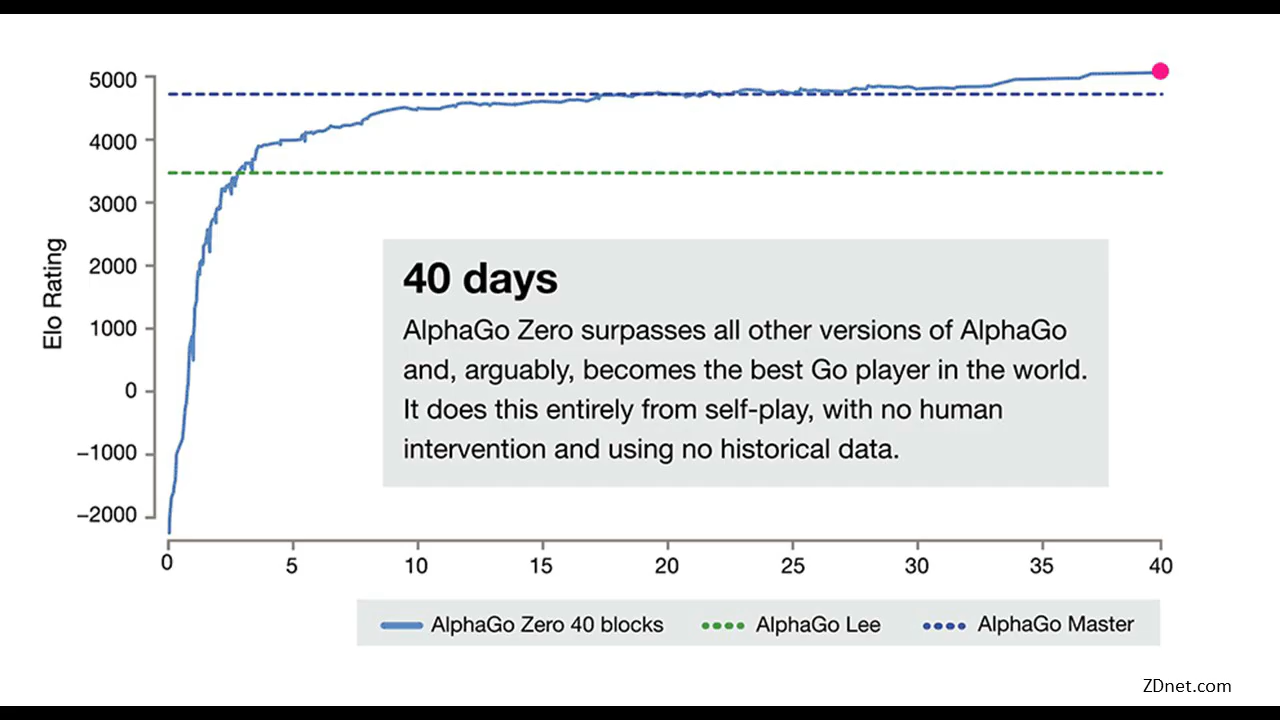 5000
4000
3000
2000
1000
0
−1000
−2000
Elo Rating
40 days
AlphaGo Zero surpasses all other versions of AlphaGo
and, arguably, becomes the best Go player in the world.
It does this entirely from self-play, with no human
intervention and using no historical data.
0 5 10 15 20 25 30 35 40
AlphaGo Zero 40 blocks AlphaGo Lee AlphaGo Master
ZDnet.com